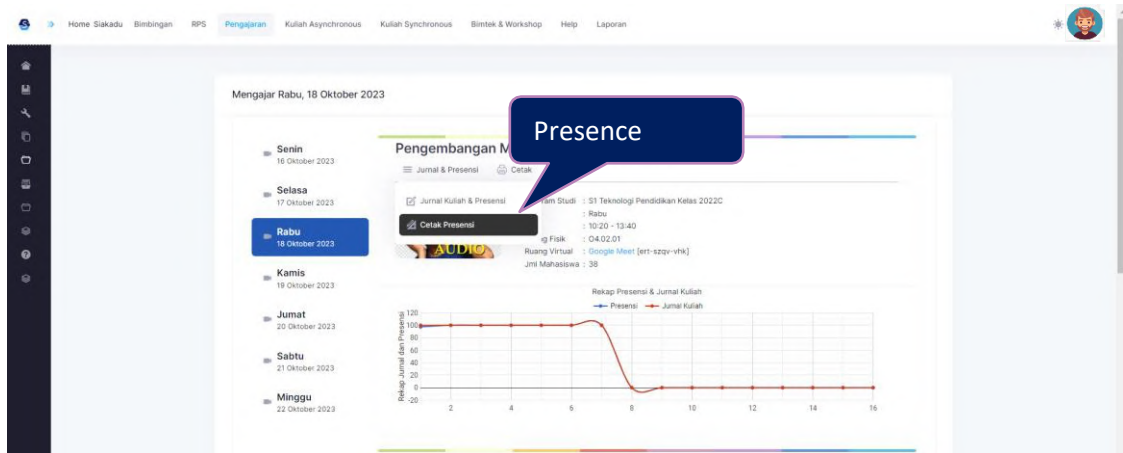 Home Siakadu Bimbingan RPS Pengajaran Kuliah Asynchronous Kuliah Synchronous Bimtek & Workshop Help Laporan
Mengajar Rabu, 18 Oktober 2023
Presence
Senin
16 Oktober 2023
Selasa
17 Oktober 2023
Rabu
18 Oktober 2023
Kamis
19 Oktober 2023
Jumat
20 Oktober 2023
Sabtu
21 Oktober 2023
Minggu
22 Oktober 2023
Pengembangan M
Jurnal & Presensi Cetak
Jurnal Kuliah & Presensi
Cetak Presensi
AUDIO
am Studi : S1 Teknologi Pendidikan Kelas 2022C
: Rabu
: 10:20 - 13:40
g Fisik : O4.02.01
Ruang Virtual : Google Meet [ert-szqv-vhk]
Jml Mahasiswa : 38
Rekap Presensi & Jurnal Kuliah
Presensi Jurnal Kuliah
Rekap Jurnal dan Presensi
120
100
80
60
40
20
0
-20
2 4 6 8 10 12 14 16